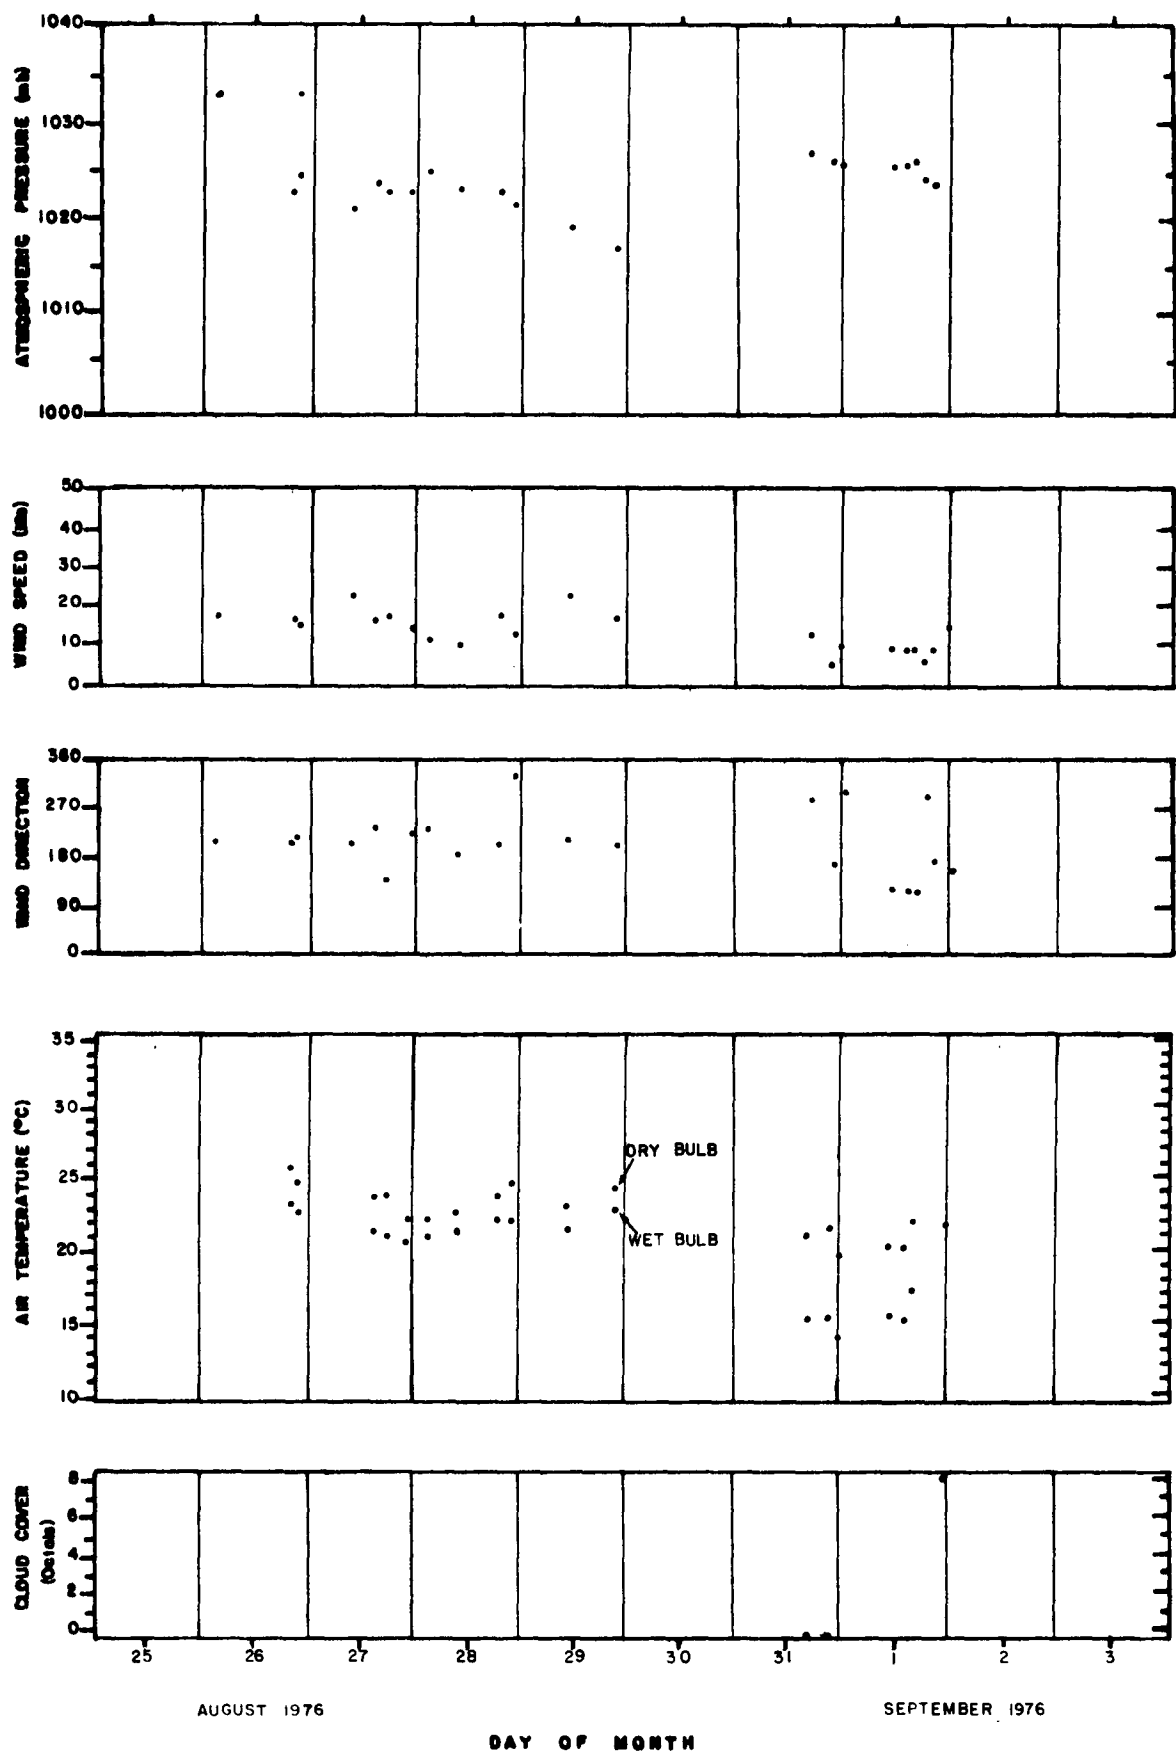 1040
1030
1020
1010
1000
ATMOSPHERIC PRESSURE (mb)
50
40
30
20
10
0
WIND SPEED
360
270
180
90
0
WIND DIRECTION
35
30
25
20
15
10
AIR TEMPERATURE (°C)
DRY BULB
WET BULB
8
6
4
2
0
CLOUD COVER
(Octals)
25 26 27 28 29 30 31 1 2 3
AUGUST 1976 SEPTEMBER 1976
DAY OF MONTH